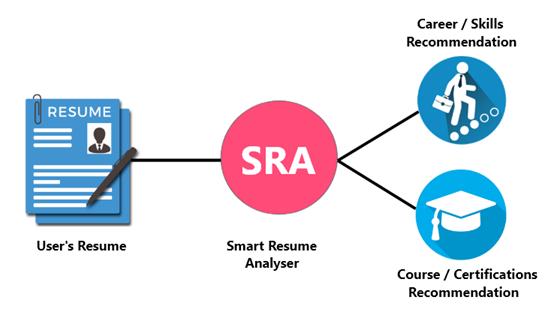 Career / Skills
Recommendation
RESUME
SRA
User's Resume
Smart Resume
Analyser
Course / Certifications
Recommendation